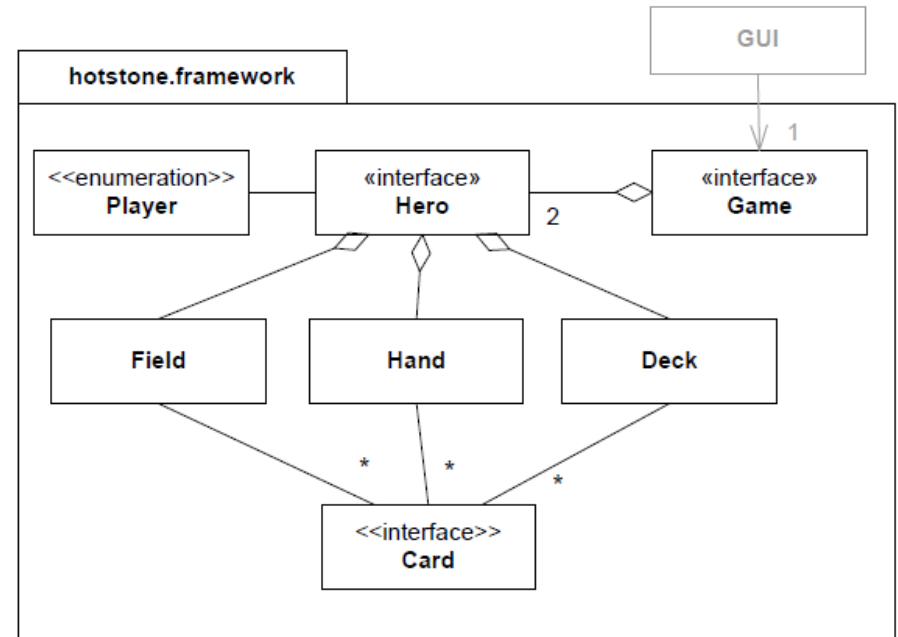 GUI
hotstone.framework
1
<<enumeration>>
Player
«interface»
Hero
2
«interface»
Game
Field
Hand
Deck
*
*
*
<<interface>>
Card